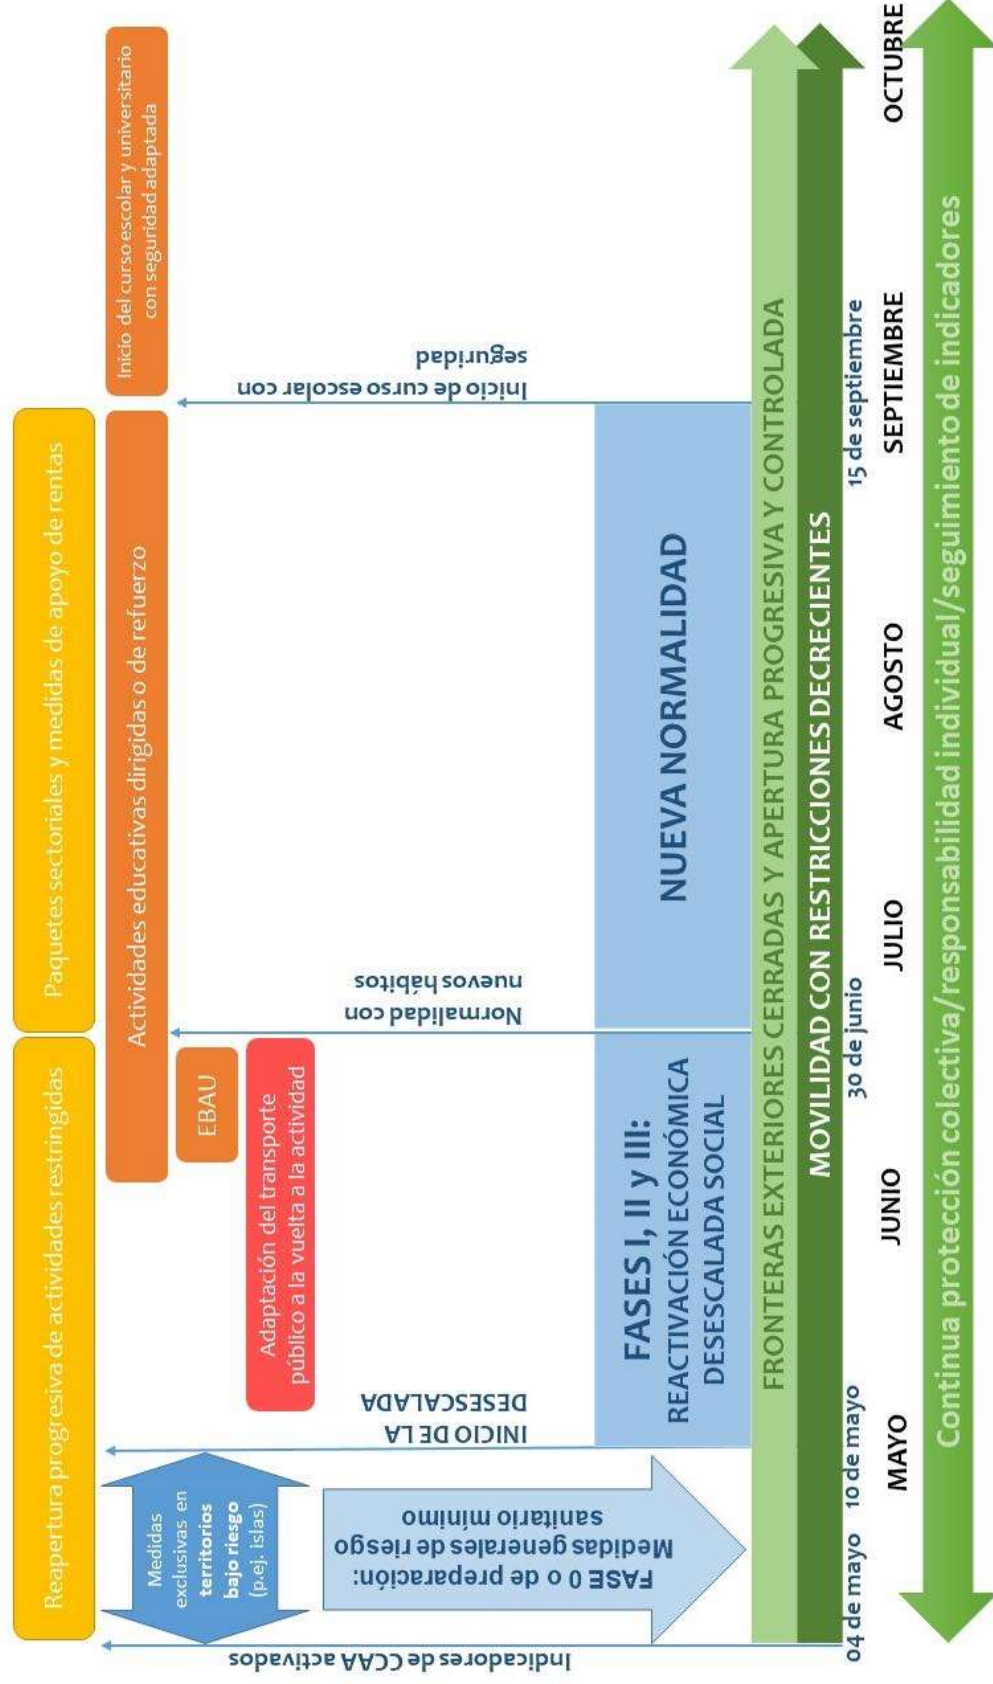 Reapertura progresiva de actividades restringidas
Paquetes sectoriales y medidas de apoyo de rentas
Actividades educativas dirigidas o de refuerzo
Inicio del curso escolar y universitario
con seguridad adaptada
EBAU
Adaptación del transporte
público a la vuelta a la actividad
Medidas
exclusivas en
territorios
bajo riesgo
(p.ej. islas)
Indicadores de CCAA activados
FASE 0 o de preparación:
Medidas generales de riesgo
sanitario mínimo
INICIO DE LA
DESESCALADA
Normalidad con
nuevos hábitos
Inicio de curso escolar con
seguridad
FASES I, II y III:
REACTIVACIÓN ECONÓMICA
DESESCALADA SOCIAL
NUEVA NORMALIDAD
FRONTERAS EXTERIORES CERRADAS Y APERTURA PROGRESIVA Y CONTROLADA
MOVILIDAD CON RESTRICCIONES DECRECIENTES
04 de mayo
10 de mayo
30 de junio
15 de septiembre
MAYO
JUNIO
JULIO
AGOSTO
SEPTIEMBRE
OCTUBRE
Continua protección colectiva/responsabilidad individual/seguimiento de indicadores